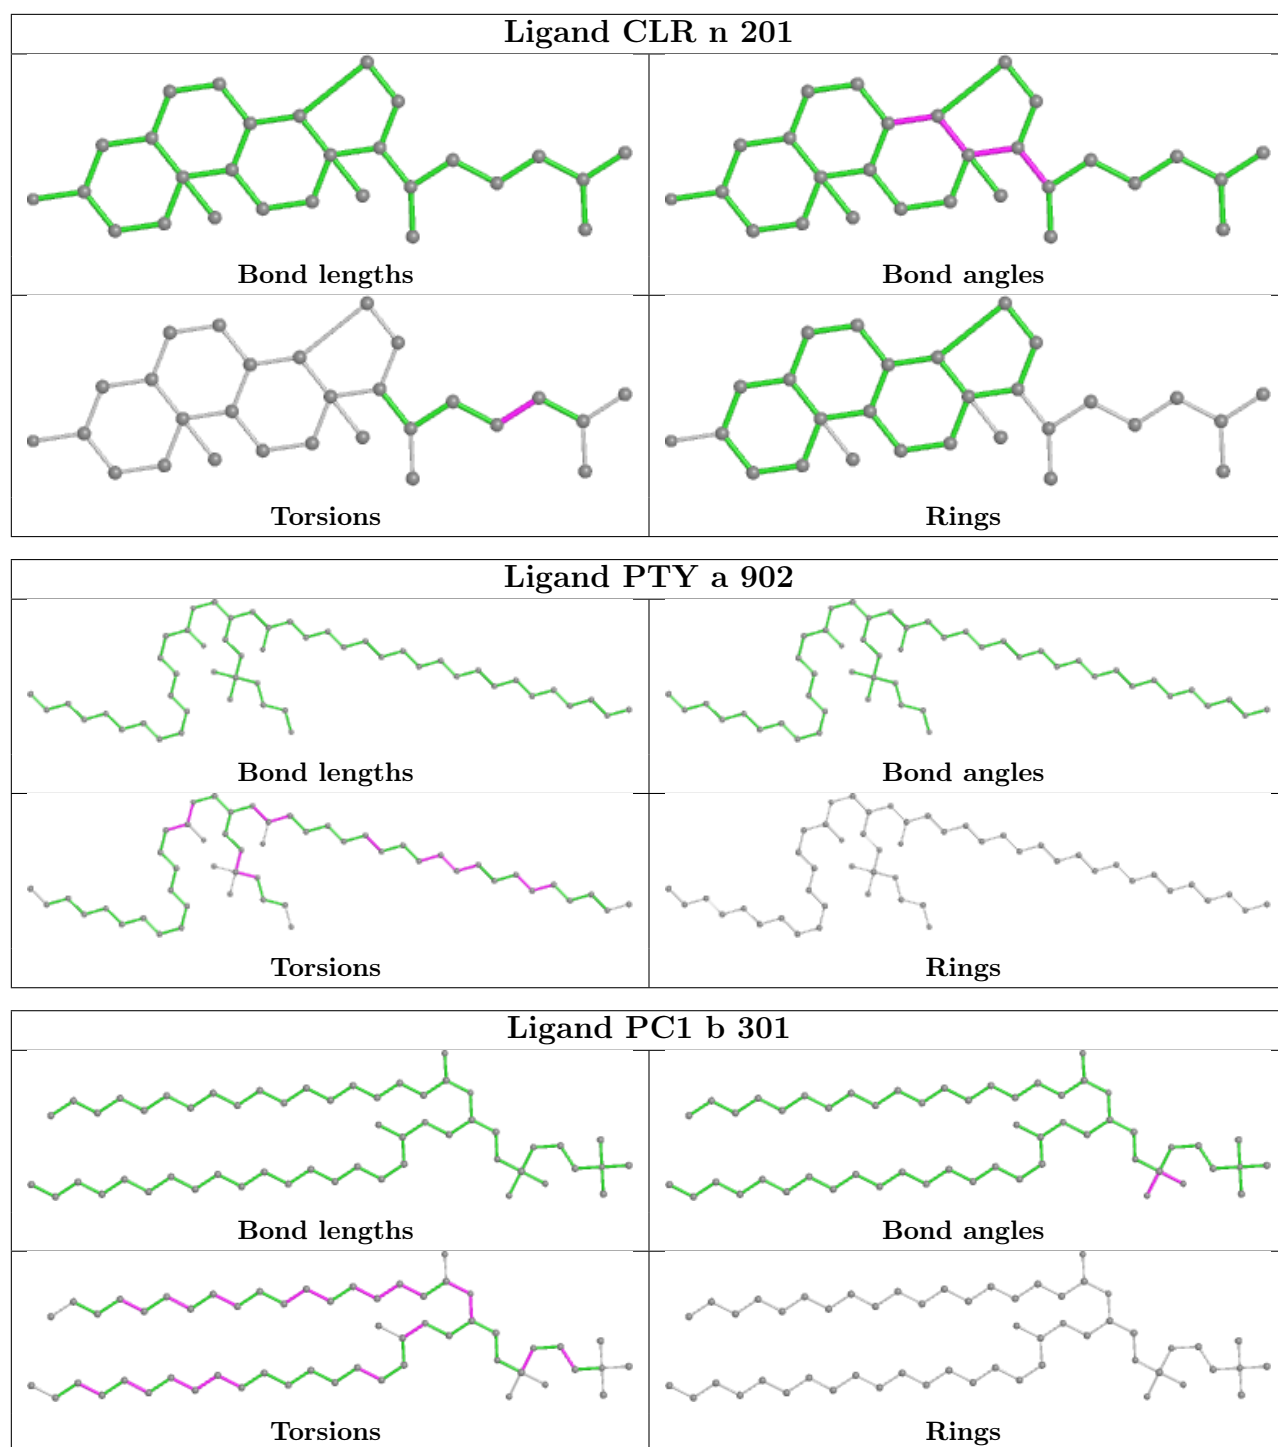 Ligand CLR n 201
Bond lengths
Bond angles
Torsions
Rings
Ligand PTY a 902
Bond lengths
Bond angles
Torsions
Rings
Ligand PC1 b 301
Bond lengths
Bond angles
Torsions
Rings